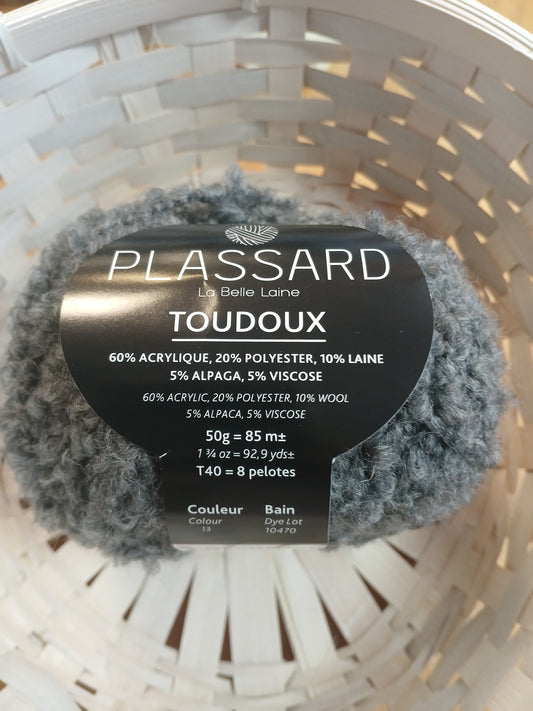 PLASSARD
La Belle Laine
TOUDOUX
60% ACRYLIQUE, 20% POLYESTER, 10% LAINE
5% ALPAGA, 5% VISCOSE
60% ACRYLIC, 20% POLYESTER, 10% WOOL
5% ALPACA, 5% VISCOSE
50g = 85 m±
1 ¾ oz = 92,9 yds±
T40 = 8 pelotes
Couleur Bain
Colour Dye Lot
13 10470